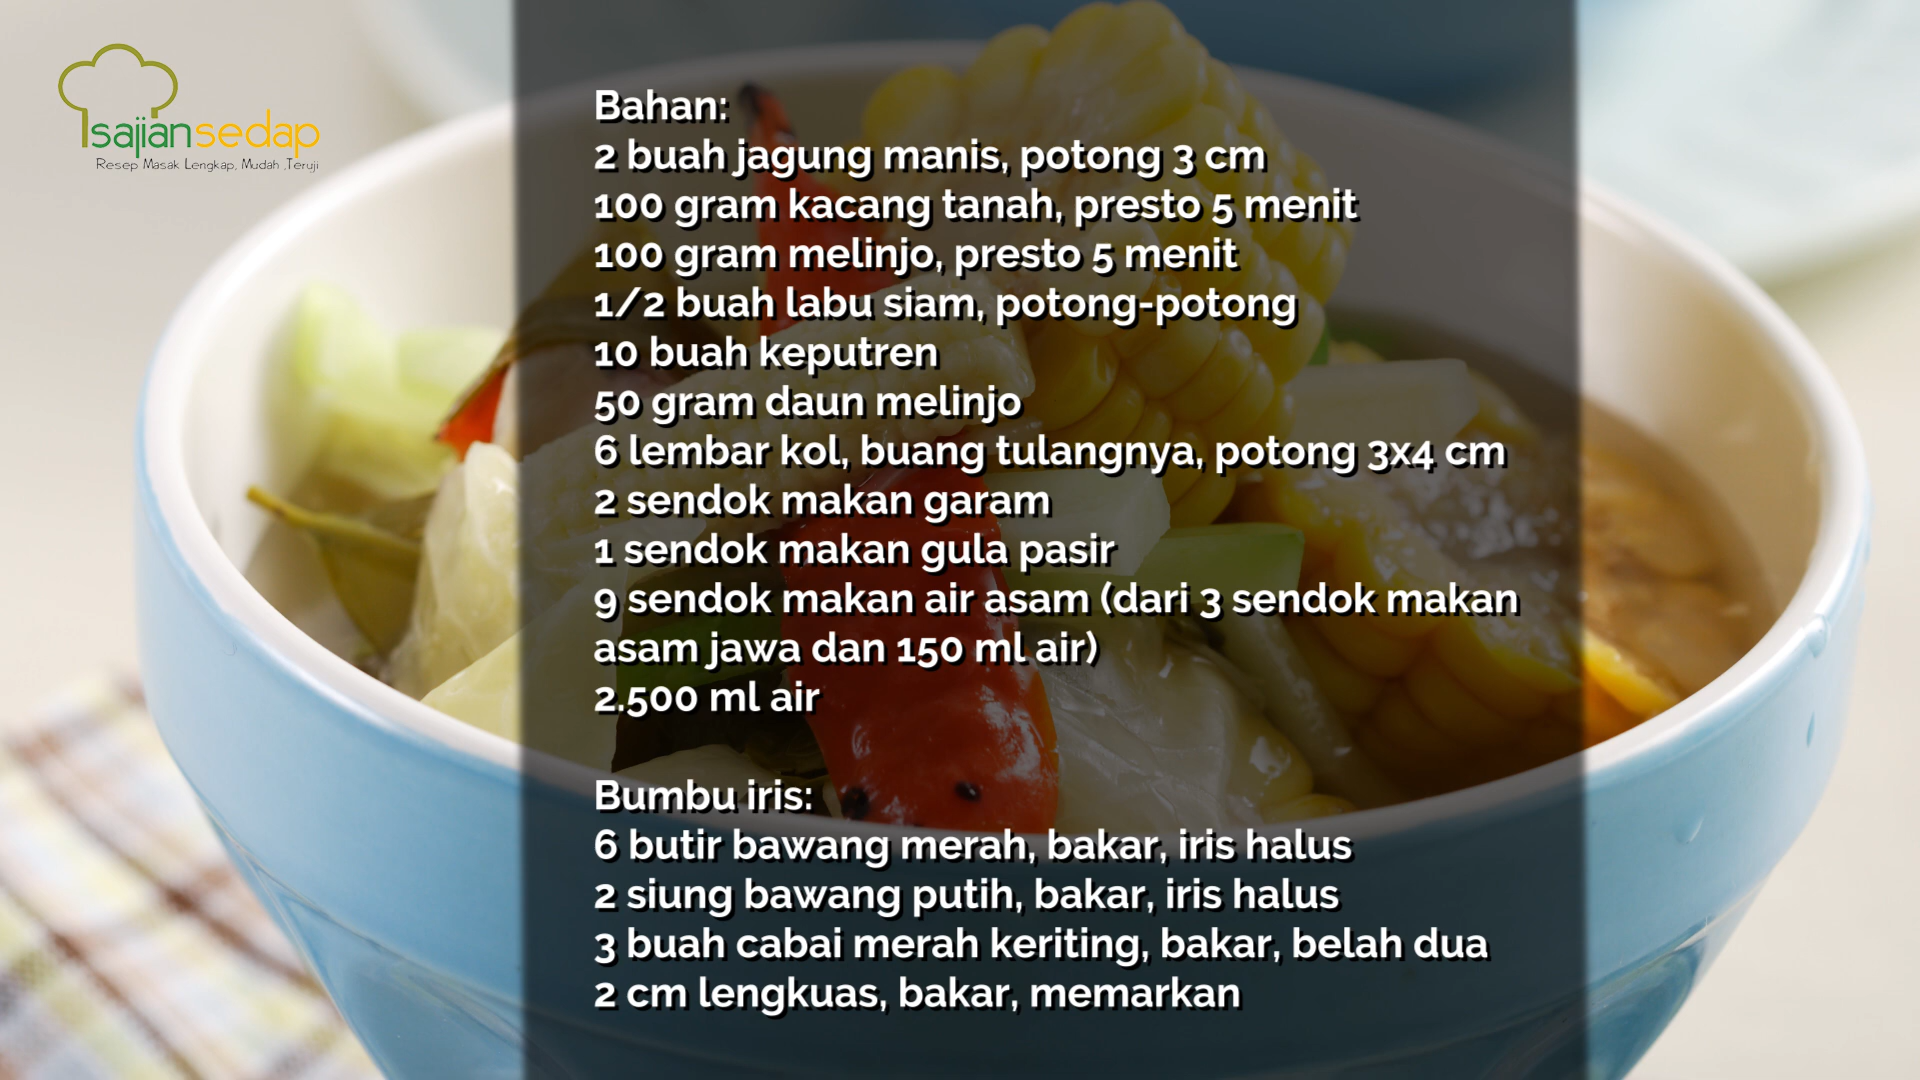 sajiansedap
Resep Masak Lengkap, Mudah ,Teruji
Bahan:
2 buah jagung manis, potong 3 cm
100 gram kacang tanah, presto 5 menit
100 gram melinjo, presto 5 menit
1/2 buah labu siam, potong-potong
10 buah keputren
50 gram daun melinjo
6 lembar kol, buang tulangnya, potong 3x4 cm
2 sendok makan garam
1 sendok makan gula pasir
9 sendok makan air asam (dari 3 sendok makan
asam jawa dan 150 ml air)
2.500 ml air
Bumbu iris:
6 butir bawang merah, bakar, iris halus
2 siung bawang putih, bakar, iris halus
3 buah cabai merah keriting, bakar, belah dua
2 cm lengkuas, bakar, memarkan